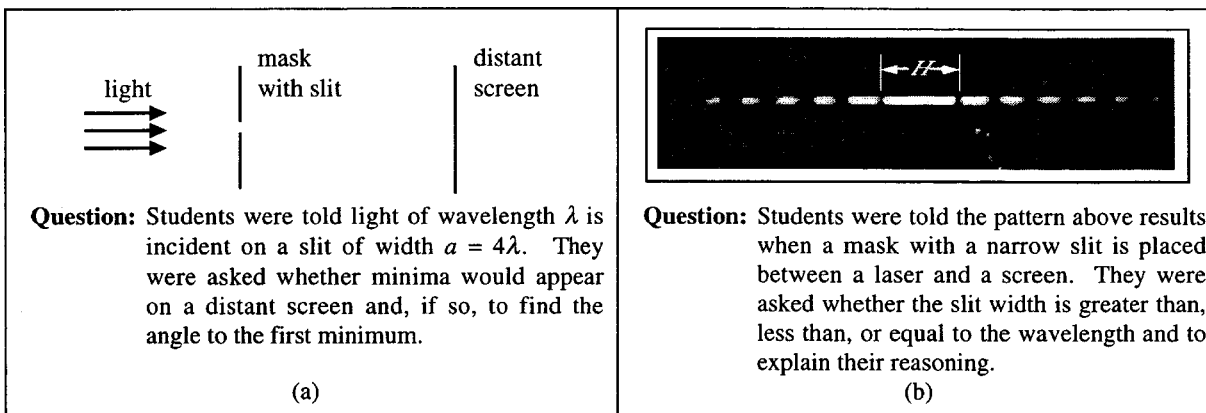 light
mask
with slit
distant
screen
Question: Students were told light of wavelength λ is
incident on a slit of width a = 4λ. They
were asked whether minima would appear
on a distant screen and, if so, to find the
angle to the first minimum.
(a)
H
Question: Students were told the pattern above results
when a mask with a narrow slit is placed
between a laser and a screen. They were
asked whether the slit width is greater than,
less than, or equal to the wavelength and to
explain their reasoning.
(b)